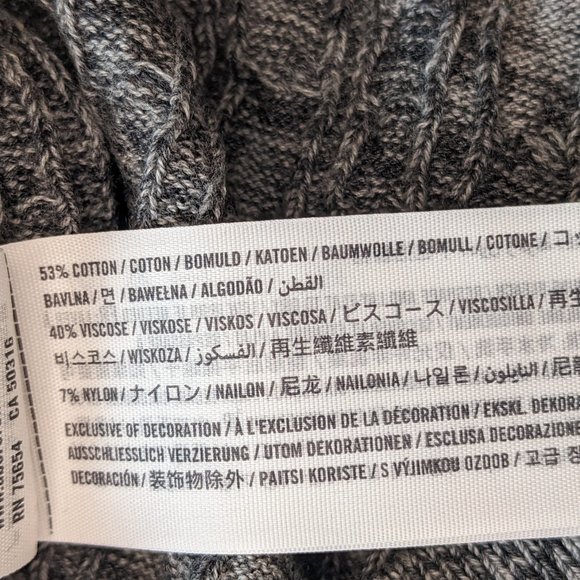 53% COTTON / COTON / BOMULD / KATOEN / BAUMWOLLE / BOMULL / COTONE / コッ
BAVLNA / 면 / BAWEŁNA / ALGODÃO / القطن
40% VISCOSE / VISKOSE / VISKOS / VISCOSA / ビスコース / VISCOSILLA / 再生
비스코스 / WISKOZA / الفسكوز / 再生纖維素纖維
7% NYLON / ナイロン / NAILON / 尼龙 / NAILONIA / 나일론 / النايلون / 尼
EXCLUSIVE OF DECORATION / À L'EXCLUSION DE LA DÉCORATION / EKSKL. DEKORA
AUSSCHLIESSLICH VERZIERUNG / UTOM DEKORATIONEN / ESCLUSA DECORAZIONE
DECORACIÓN / 装饰物除外 / PAITSI KORISTE / S VÝJIMKOU OZDOB / 고급 장
RN 75654 CA 50316